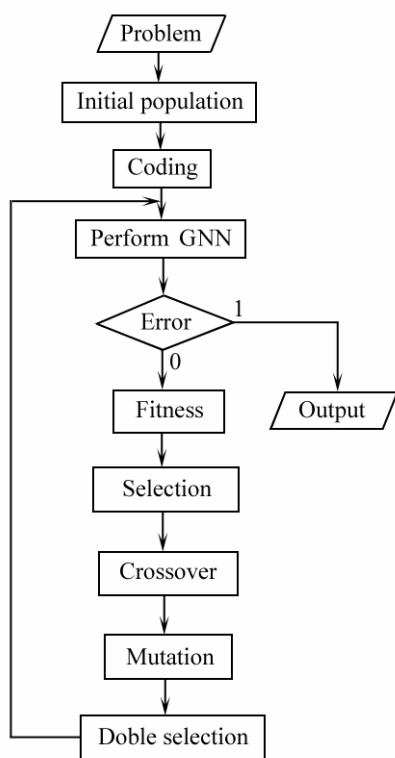 Problem
Initial population
Coding
Perform GNN
Error
1
0
Fitness
Output
Selection
Crossover
Mutation
Doble selection